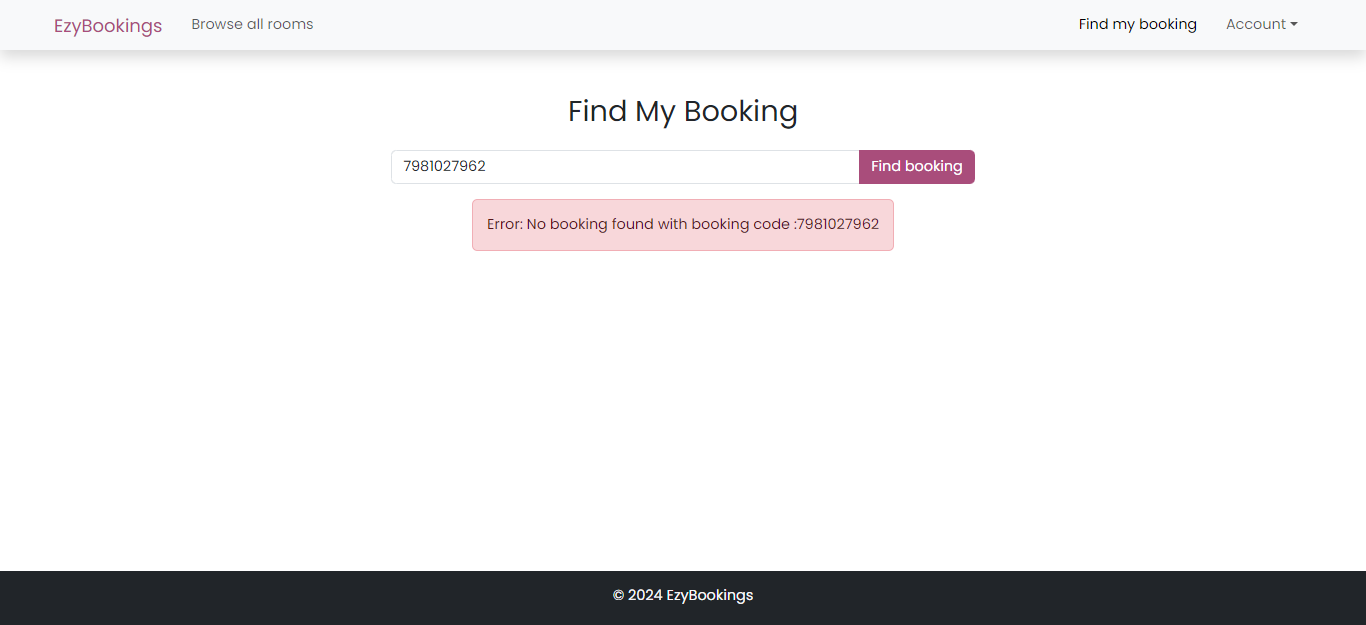 EzyBookings Browse all rooms Find my booking Account
Find My Booking
7981027962 Find booking
Error: No booking found with booking code :7981027962
© 2024 EzyBookings